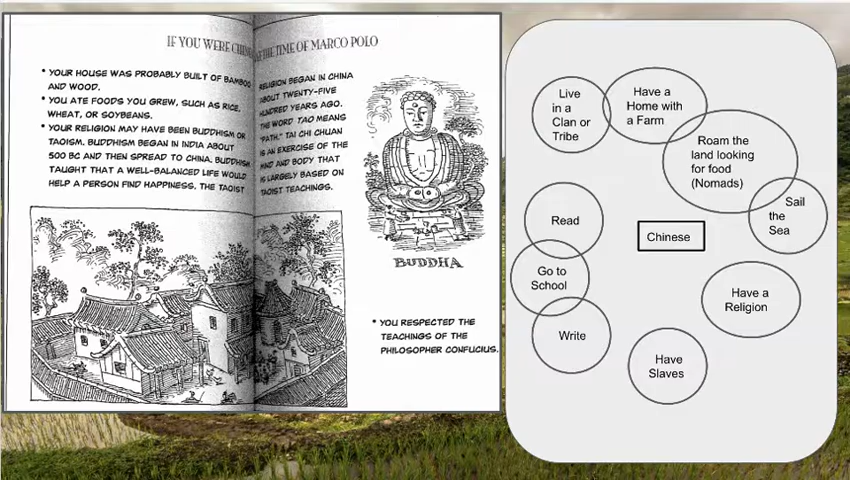 IF YOU WERE CHINESE THE TIME OF MARCO POLO
• YOUR HOUSE WAS PROBABLY BUILT OF BAMBOO
AND WOOD.
• YOU ATE FOODS YOU GREW, SUCH AS RICE,
WHEAT, OR SOYBEANS.
• YOUR RELIGION MAY HAVE BEEN BUDDHISM OR
TAOISM. BUDDHISM BEGAN IN INDIA ABOUT
500 BC AND THEN SPREAD TO CHINA. BUDDHISM
TAUGHT THAT A WELL-BALANCED LIFE WOULD
HELP A PERSON FIND HAPPINESS. THE TAOIST
RELIGION BEGAN IN CHINA
ABOUT TWENTY-FIVE
HUNDRED YEARS AGO.
THE WORD TAO MEANS
"PATH." TAI CHI CHUAN
IS AN EXERCISE OF THE
MIND AND BODY THAT
IS LARGELY BASED ON
TAOIST TEACHINGS.
BUDDHA
• YOU RESPECTED THE
TEACHINGS OF THE
PHILOSOPHER CONFUCIUS.
Live
in a
Clan or
Tribe
Have a
Home with
a Farm
Roam the
land looking
for food
(Nomads)
Sail
the
Sea
Read
Chinese
Go to
School
Have a
Religion
Write
Have
Slaves